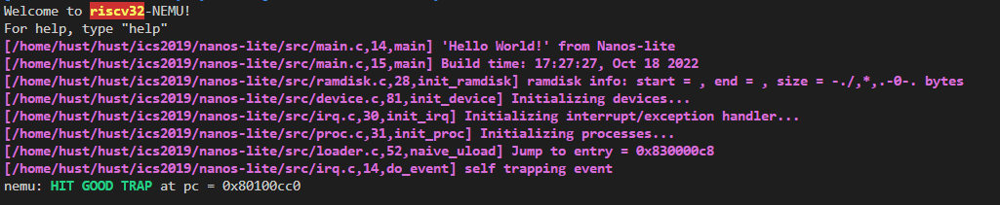 Welcome to riscv32-NEMU!
For help, type "help"
[/home/hust/hust/ics2019/nanos-lite/src/main.c,14,main] 'Hello World!' from Nanos-lite
[/home/hust/hust/ics2019/nanos-lite/src/main.c,15,main] Build time: 17:27:27, Oct 18 2022
[/home/hust/hust/ics2019/nanos-lite/src/ramdisk.c,28,init_ramdisk] ramdisk info: start = , end = , size = -./,*,.-0-. bytes
[/home/hust/hust/ics2019/nanos-lite/src/device.c,81,init_device] Initializing devices...
[/home/hust/hust/ics2019/nanos-lite/src/irq.c,30,init_irq] Initializing interrupt/exception handler...
[/home/hust/hust/ics2019/nanos-lite/src/proc.c,31,init_proc] Initializing processes...
[/home/hust/hust/ics2019/nanos-lite/src/loader.c,52,naive_uload] Jump to entry = 0x830000c8
[/home/hust/hust/ics2019/nanos-lite/src/irq.c,14,do_event] self trapping event
nemu: HIT GOOD TRAP at pc = 0x80100cc0